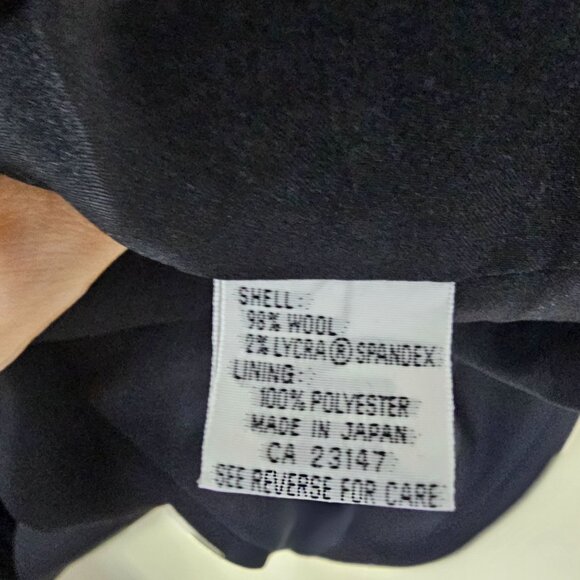 SHELL:
98% WOOL
2% LYCRA® SPANDEX
LINING:
100% POLYESTER
MADE IN JAPAN
CA 23147
SEE REVERSE FOR CARE